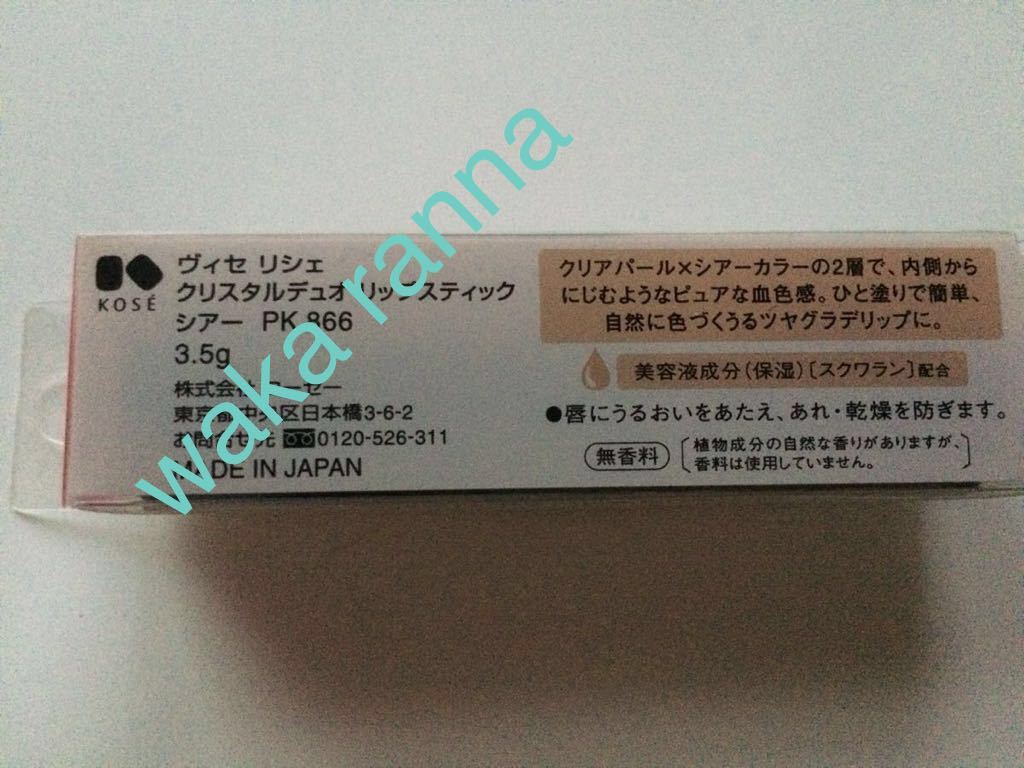 KOSÉ
ヴィセ リシェ
クリスタルデュオ リップスティック
シアー PK 866
3.5g
株式会社コーセー
東京都中央区日本橋3-6-2
お問合せ先 0120-526-311
MADE IN JAPAN
クリアパール×シアーカラーの2層で、内側から
にじむようなピュアな血色感。ひと塗りで簡単、
自然に色づくうるツヤグラデリップに。
美容液成分(保湿)〔スクワラン〕配合
●唇にうるおいをあたえ、あれ・乾燥を防ぎます。
無香料
〔植物成分の自然な香りがありますが、
香料は使用していません。〕
waka ranna